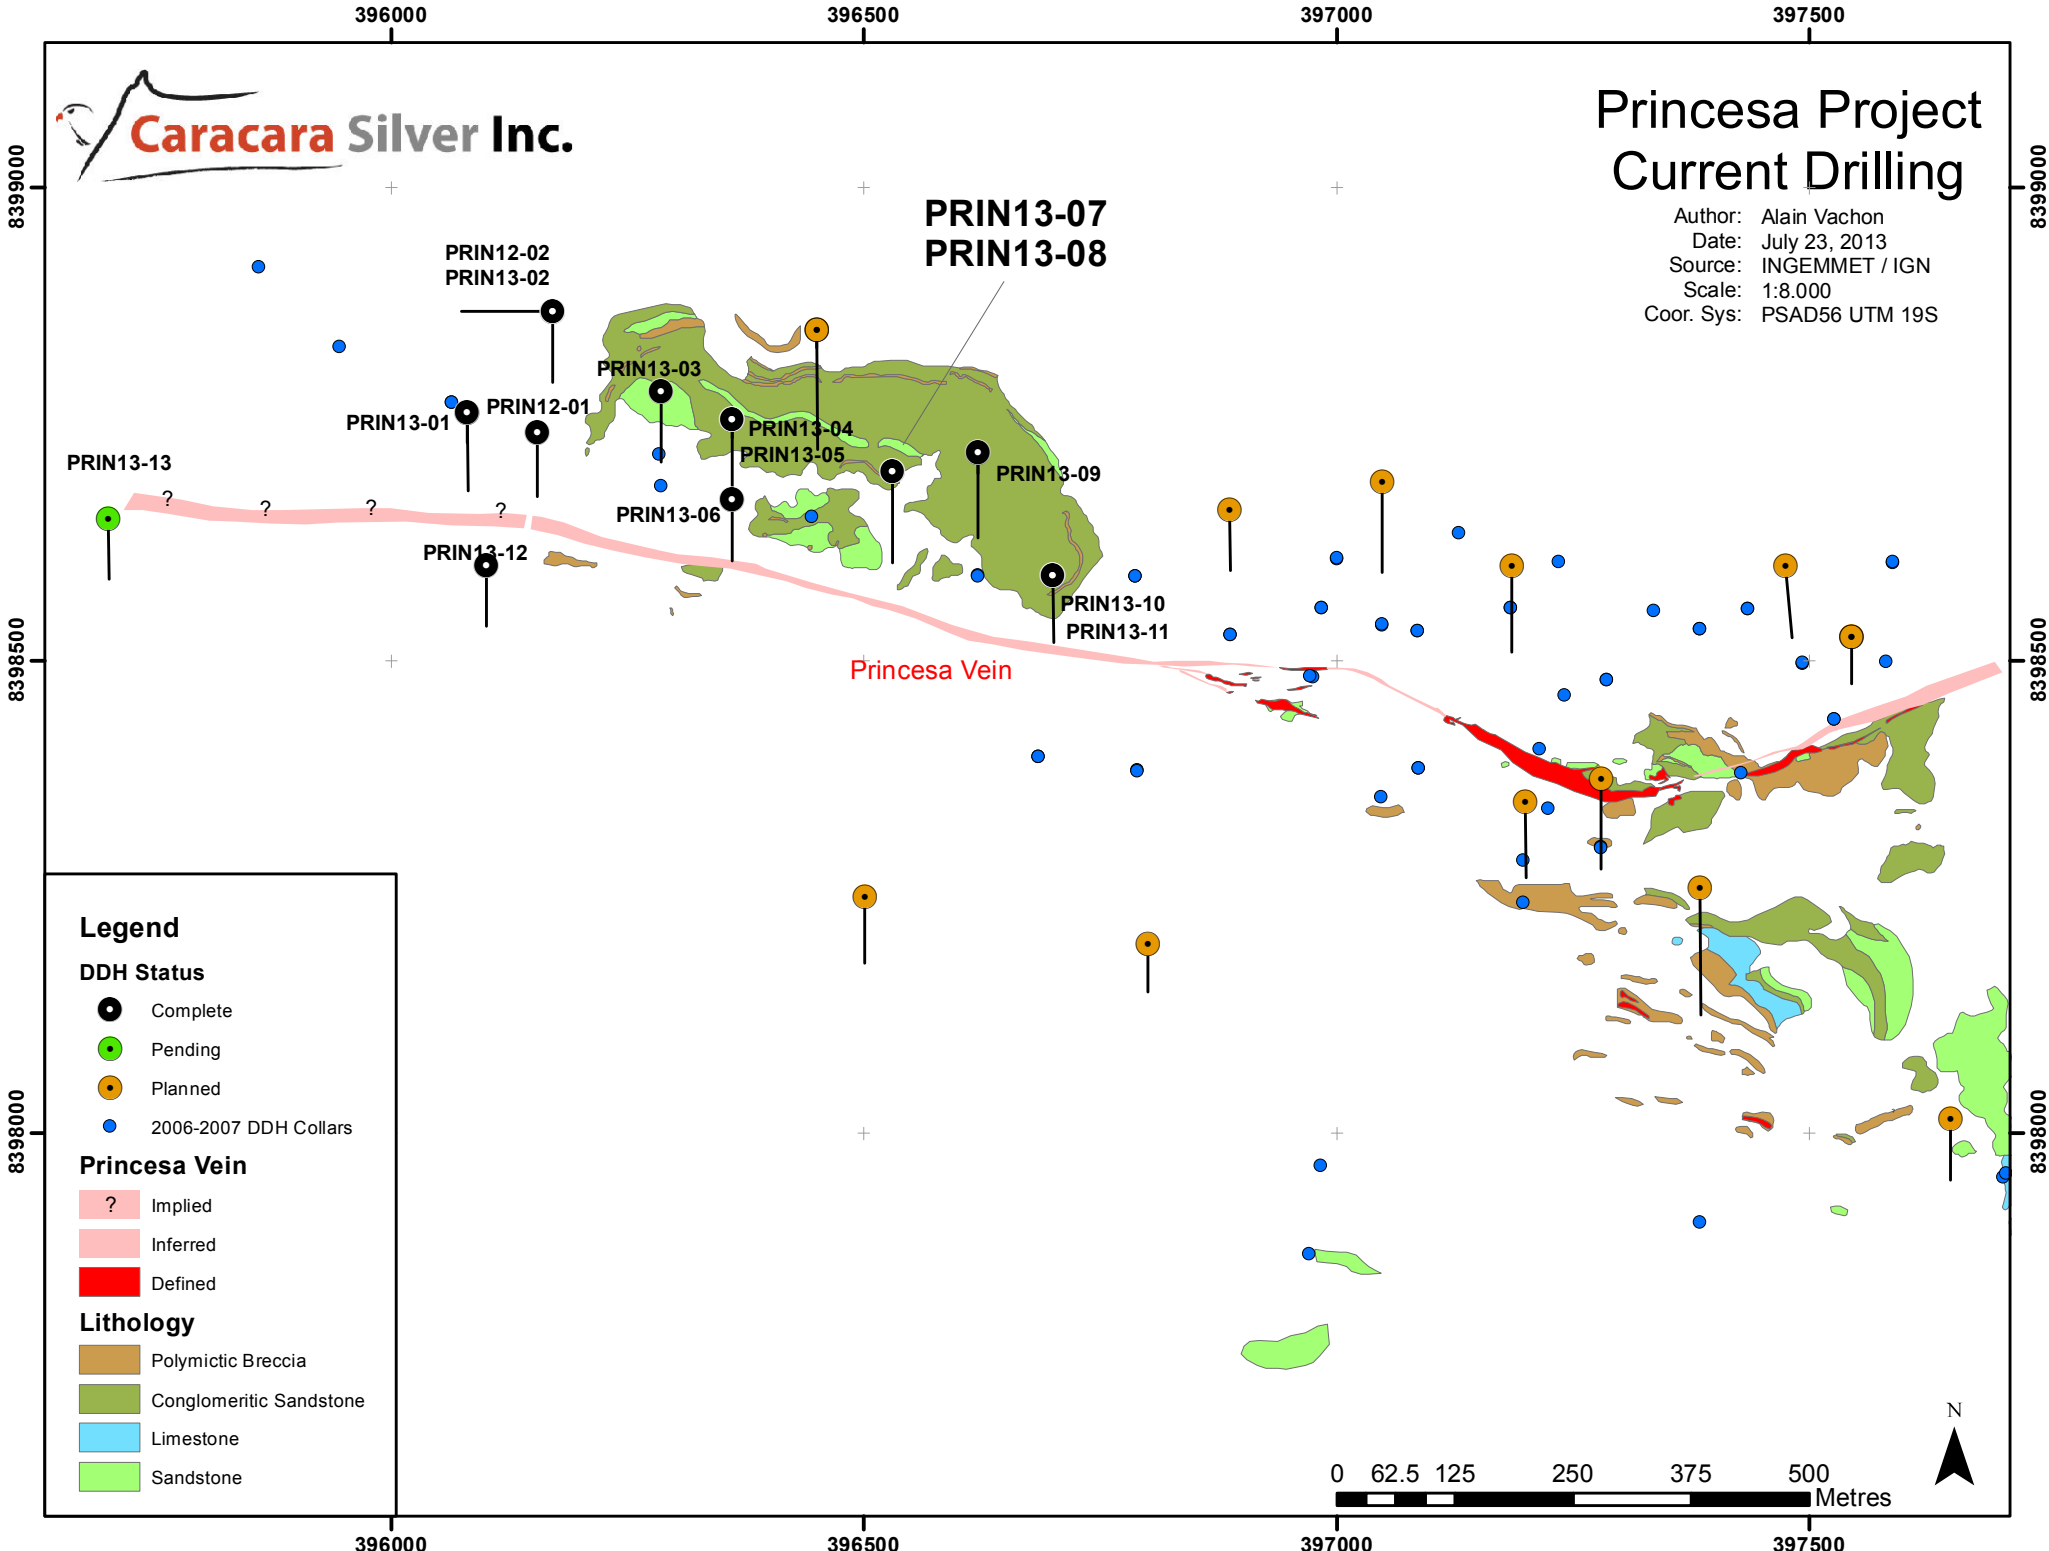 396000
396500
397000
397500
Caracara Silver Inc.
Princesa Project
Current Drilling
Author: Alain Vachon
Date: July 23, 2013
Source: INGEMMET / IGN
Scale: 1:8.000
Coor. Sys: PSAD56 UTM 19S
8399000
8399000
PRIN13-07
PRIN13-08
PRIN12-02
PRIN13-02
PRIN13-03
PRIN12-01
PRIN13-01
PRIN13-04
PRIN13-05
PRIN13-13
PRIN13-09
? ? ? ?
PRIN13-06
PRIN13-12
PRIN13-10
PRIN13-11
8398500
8398500
Princesa Vein
Legend
DDH Status
Complete
Pending
Planned
2006-2007 DDH Collars
Princesa Vein
? Implied
Inferred
Defined
Lithology
Polymictic Breccia
Conglomeritic Sandstone
Limestone
Sandstone
8398000
8398000
N
0 62.5 125 250 375 500
Metres
396000
396500
397000
397500